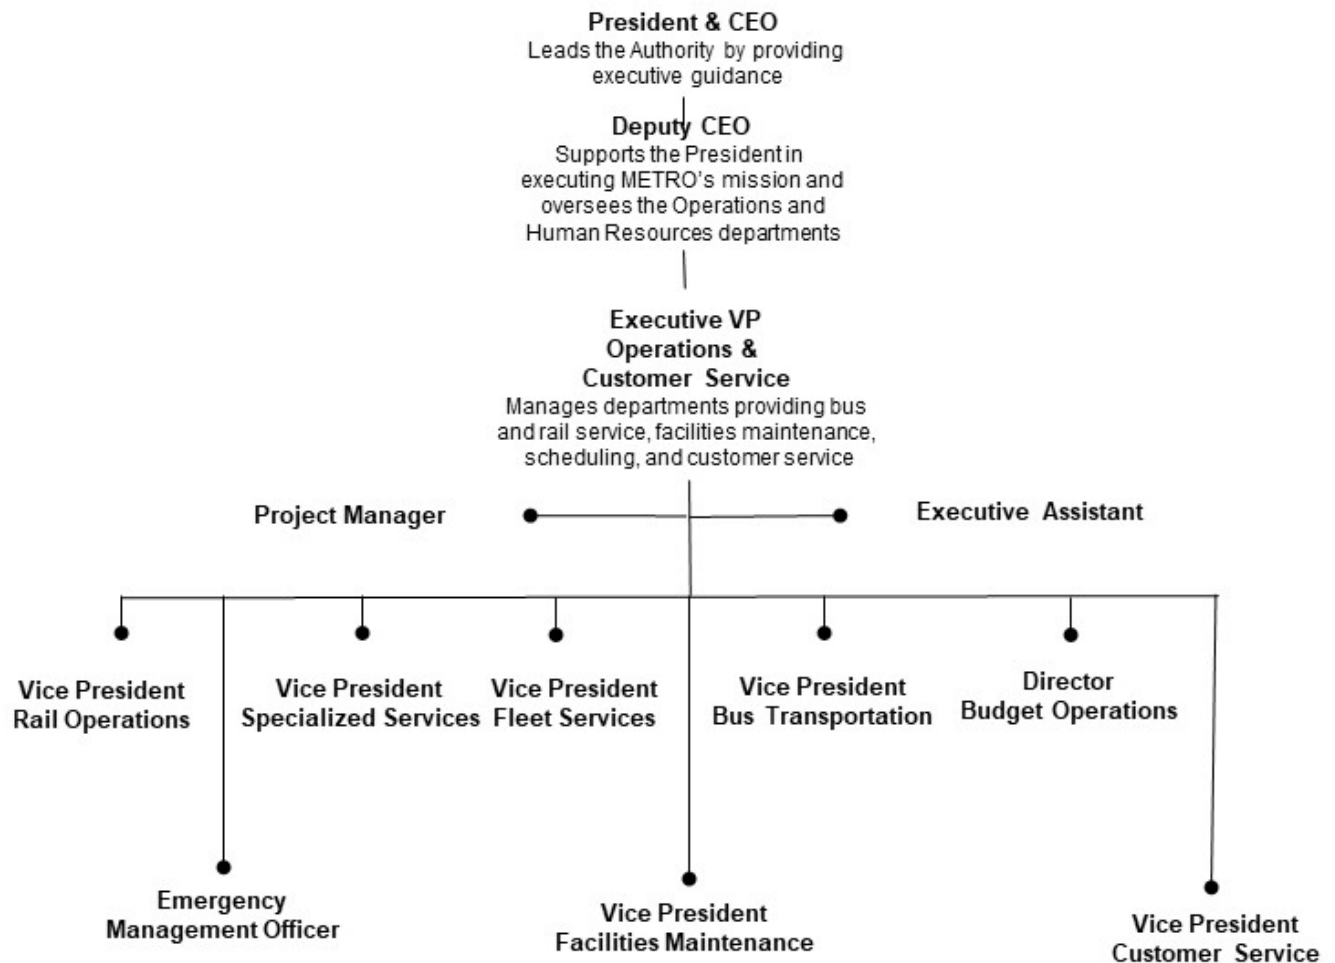 President & CEO
Leads the Authority by providing
executive guidance
Deputy CEO
Supports the President in
executing METRO's mission and
oversees the Operations and
Human Resources departments
Executive VP
Operations &
Customer Service
Manages departments providing bus
and rail service, facilities maintenance,
scheduling, and customer service
Project Manager
Executive Assistant
Vice President
Rail Operations
Vice President
Specialized Services
Vice President
Fleet Services
Vice President
Bus Transportation
Director
Budget Operations
Emergency
Management Officer
Vice President
Facilities Maintenance
Vice President
Customer Service